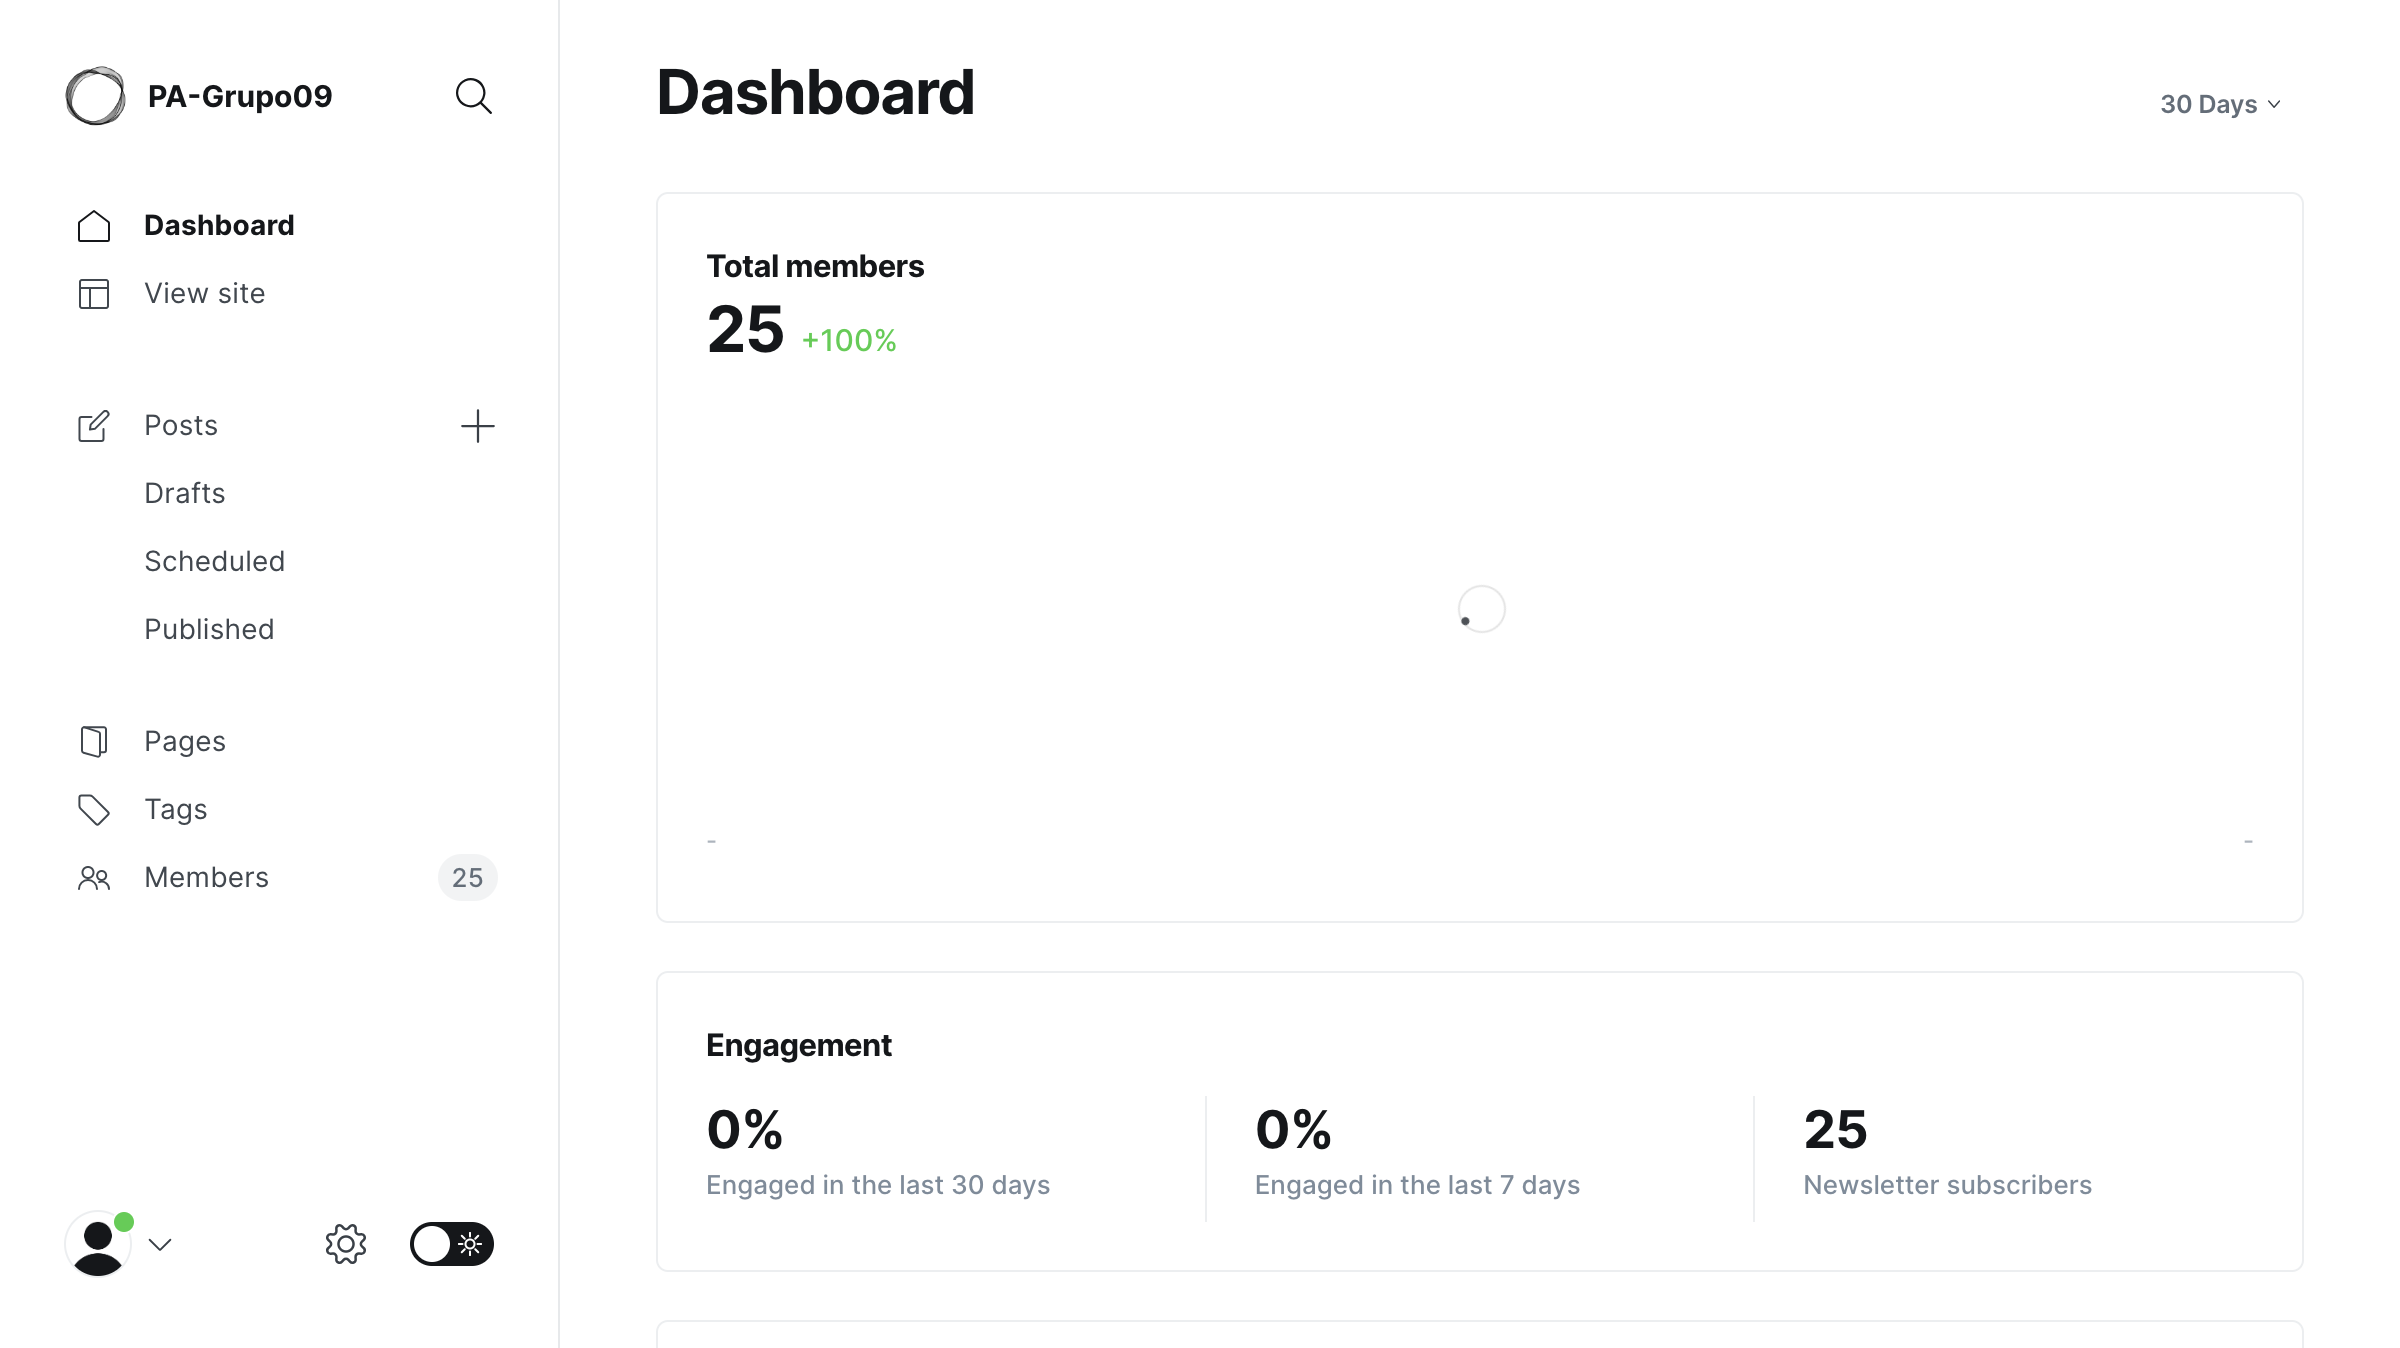 PA-Grupo09
Dashboard
View site
Posts
Drafts
Scheduled
Published
Pages
Tags
Members 25
Dashboard
30 Days
Total members
25 +100%
- -
Engagement
0% 0% 25
Engaged in the last 30 days Engaged in the last 7 days Newsletter subscribers